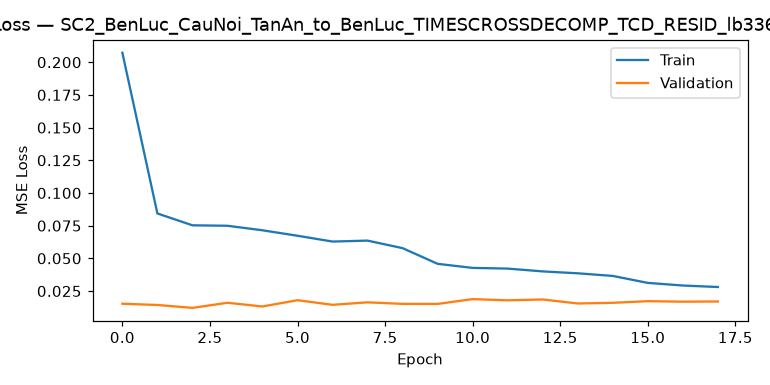 Loss — SC2_BenLuc_CauNoi_TanAn_to_BenLuc_TIMESCROSSDECOMP_TCD_RESID_lb336
Train
Validation
MSE Loss
0.200
0.175
0.150
0.125
0.100
0.075
0.050
0.025
0.0 2.5 5.0 7.5 10.0 12.5 15.0 17.5
Epoch